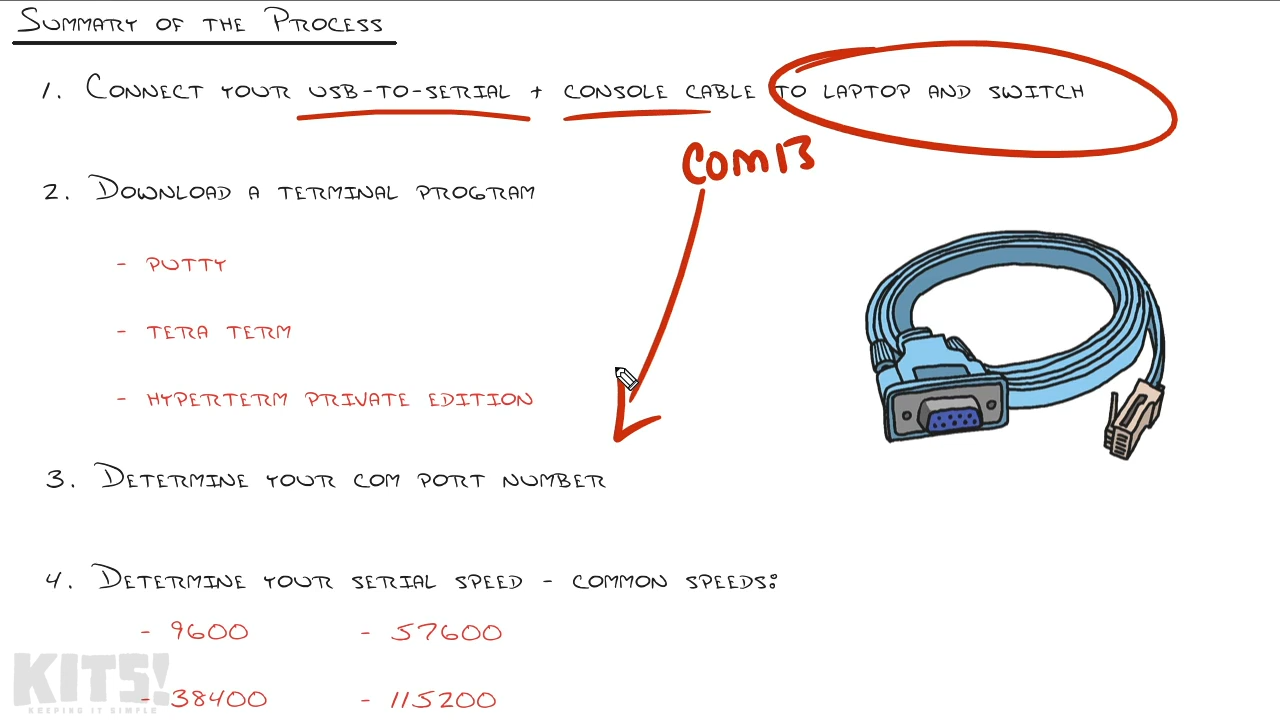 SUMMARY OF THE PROCESS
1. CONNECT YOUR USB-TO-SERIAL + CONSOLE CABLE TO LAPTOP AND SWITCH
COM 13
2. DOWNLOAD A TERMINAL PROGRAM
- PUTTY
- TERA TERM
- HYPERTERM PRIVATE EDITION
3. DETERMINE YOUR COM PORT NUMBER
4. DETERMINE YOUR SERIAL SPEED - COMMON SPEEDS:
- 9600 - 57600
- 38400 - 115200
KITS!
KEEPING IT SIMPLE